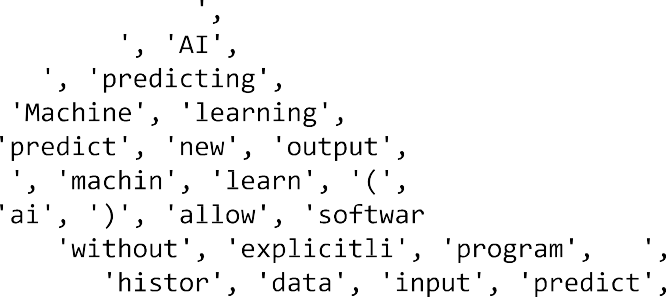 ',
', 'AI',
', 'predicting',
'Machine', 'learning',
'predict', 'new', 'output',
', 'machin', 'learn', '(',
'ai', ')', 'allow', 'softwar
'without', 'explicitli', 'program', ',
'histor', 'data', 'input', 'predict',